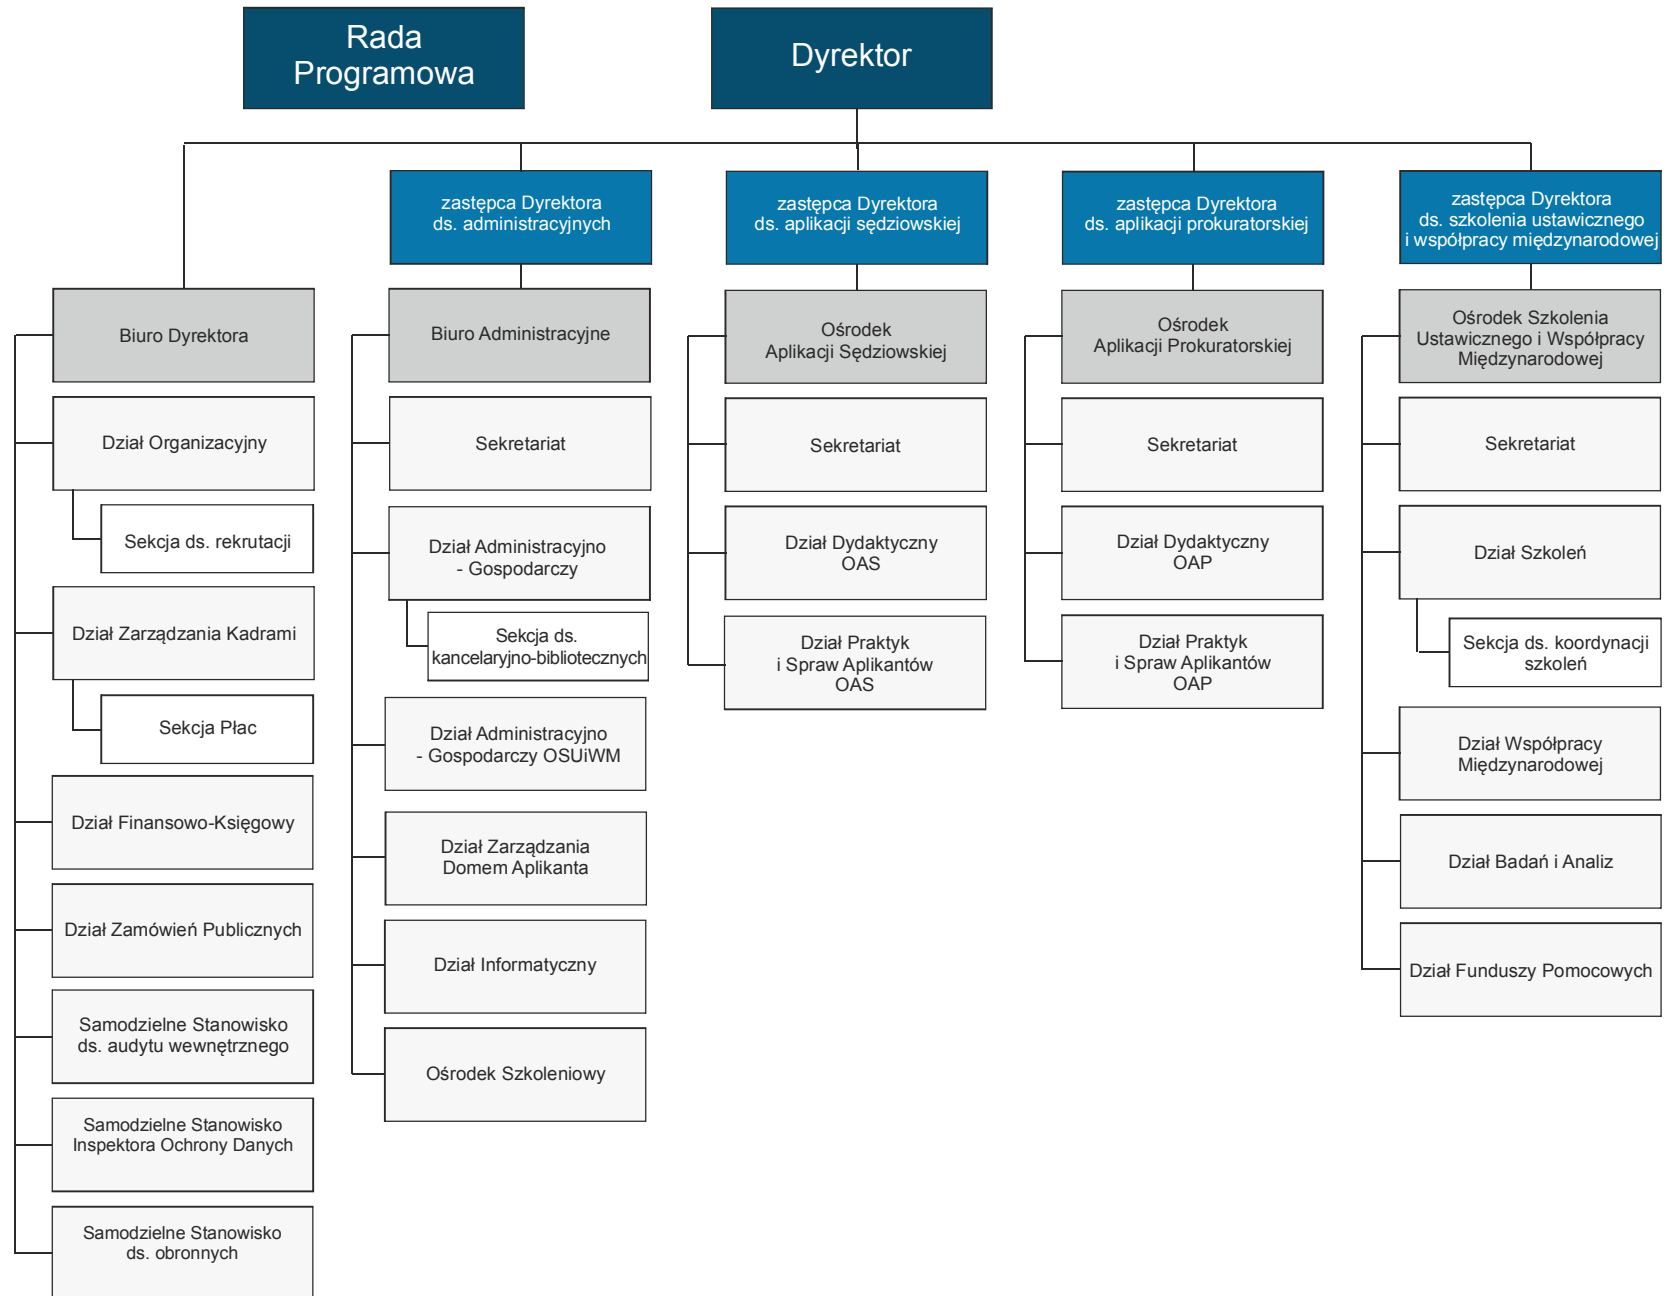 Rada
Programowa
Dyrektor
zastępca Dyrektora
ds. administracyjnych
zastępca Dyrektora
ds. aplikacji sędziowskiej
zastępca Dyrektora
ds. aplikacji prokuratorskiej
zastępca Dyrektora
ds. szkolenia ustawicznego
i współpracy międzynarodowej
Biuro Dyrektora
Dział Organizacyjny
Sekcja ds. rekrutacji
Dział Zarządzania Kadrami
Sekcja Płac
Dział Finansowo-Księgowy
Dział Zamówień Publicznych
Samodzielne Stanowisko
ds. audytu wewnętrznego
Samodzielne Stanowisko
Inspektora Ochrony Danych
Samodzielne Stanowisko
ds. obronnych
Biuro Administracyjne
Sekretariat
Dział Administracyjno
- Gospodarczy
Sekcja ds.
kancelaryjno-bibliotecznych
Dział Administracyjno
- Gospodarczy OSUiWM
Dział Zarządzania
Domem Aplikanta
Dział Informatyczny
Ośrodek Szkoleniowy
Ośrodek
Aplikacji Sędziowskiej
Sekretariat
Dział Dydaktyczny
OAS
Dział Praktyk
i Spraw Aplikantów
OAS
Ośrodek
Aplikacji Prokuratorskiej
Sekretariat
Dział Dydaktyczny
OAP
Dział Praktyk
i Spraw Aplikantów
OAP
Ośrodek Szkolenia
Ustawicznego i Współpracy
Międzynarodowej
Sekretariat
Dział Szkoleń
Sekcja ds. koordynacji
szkoleń
Dział Współpracy
Międzynarodowej
Dział Badań i Analiz
Dział Funduszy Pomocowych